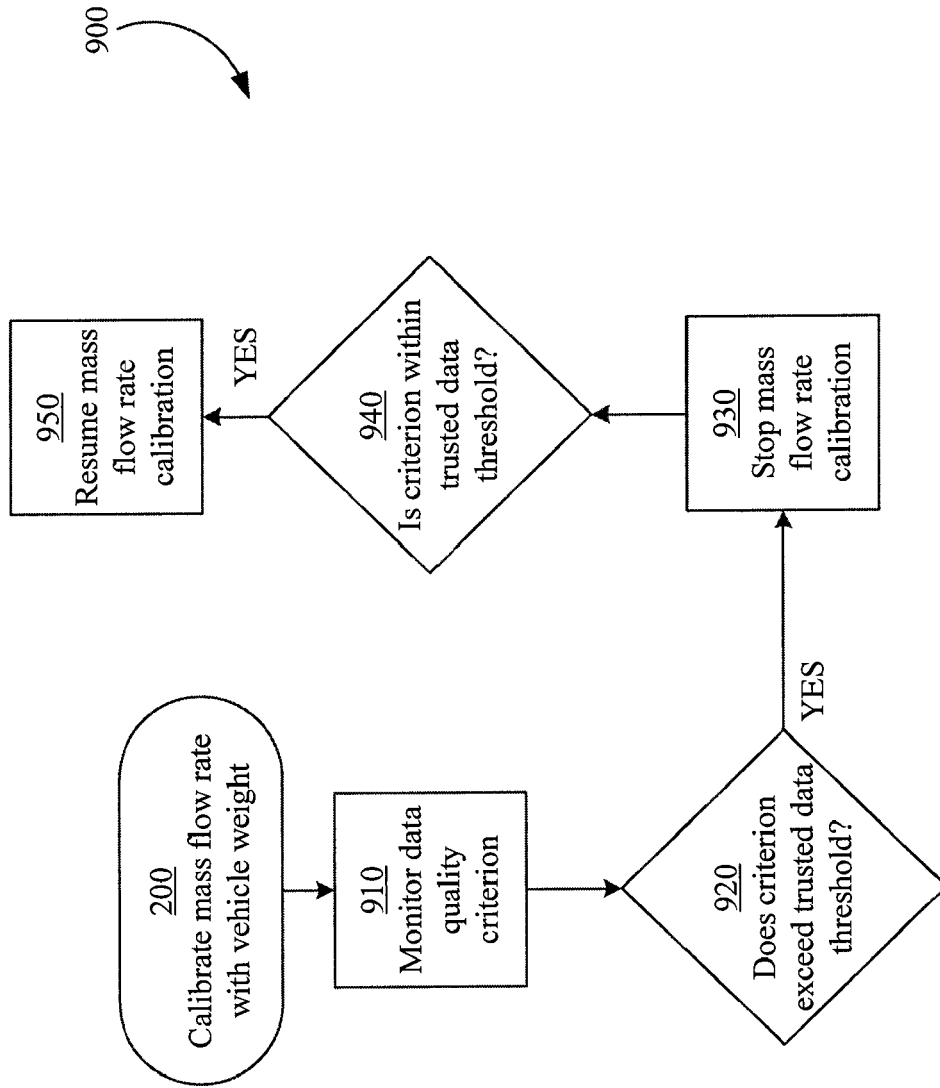 900
200
Calibrate mass flow rate
with vehicle weight
910
Monitor data
quality
criterion
920
Does criterion
exceed trusted data
threshold?
YES
930
Stop mass
flow rate
calibration
940
Is criterion within
trusted data
threshold?
YES
950
Resume mass
flow rate
calibration